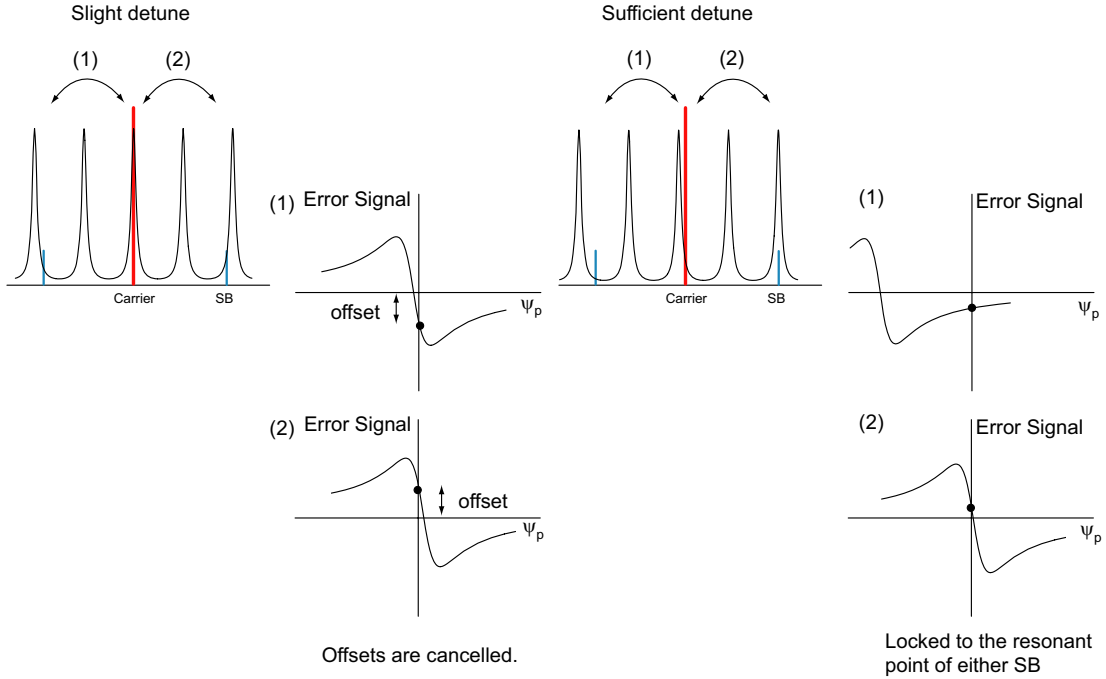 Slight detune
(1)
(2)
Carrier
SB
(1)
Error Signal
offset
Ψp
(2)
Error Signal
offset
Ψp
Offsets are cancelled.
Sufficient detune
(1)
(2)
Carrier
SB
(1)
Error Signal
Ψp
(2)
Error Signal
Ψp
Locked to the resonant
point of either SB